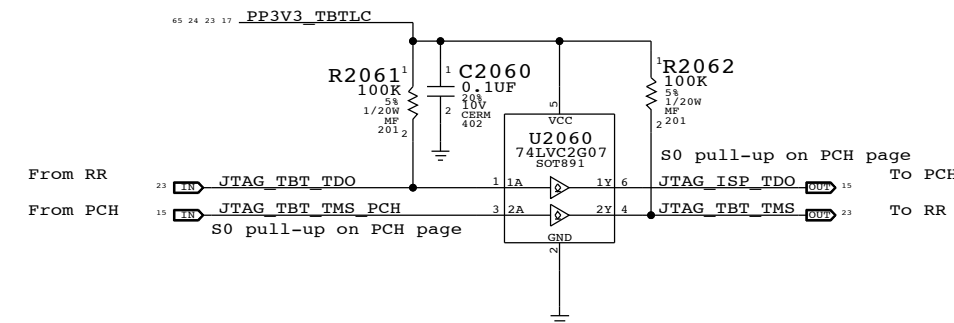 65 24 23 17 PP3V3_TBTLC
R2061 1
100K
5%
1/20W
MF
201 2
1 C2060
0.1UF
20%
10V
2 CERM
402
1 R2062
100K
5%
1/20W
MF
2 201
5
VCC
U2060
74LVC2G07
SOT891
S0 pull-up on PCH page
From RR 23 IN JTAG_TBT_TDO 1 1A 1Y 6 JTAG_ISP_TDO OUT 15 To PCH
From PCH 15 IN JTAG_TBT_TMS_PCH 3 2A 2Y 4 JTAG_TBT_TMS OUT 23 To RR
S0 pull-up on PCH page
GND
2